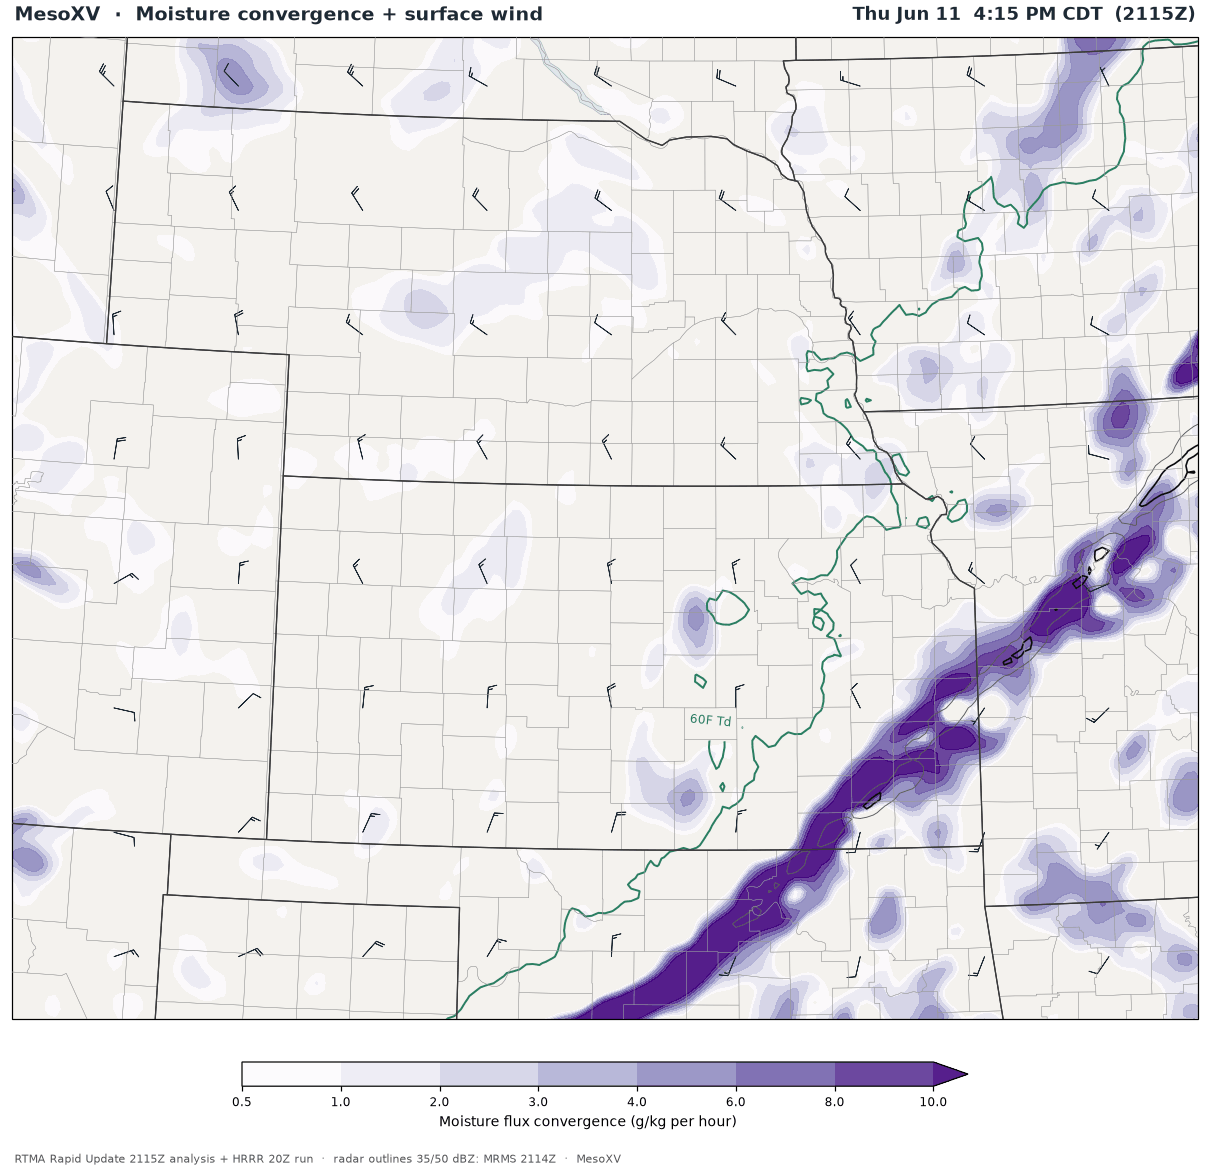 MesoXV · Moisture convergence + surface wind
Thu Jun 11 4:15 PM CDT (2115Z)
60F Td
0.5 1.0 2.0 3.0 4.0 6.0 8.0 10.0
Moisture flux convergence (g/kg per hour)
RTMA Rapid Update 2115Z analysis + HRRR 20Z run · radar outlines 35/50 dBZ: MRMS 2114Z · MesoXV